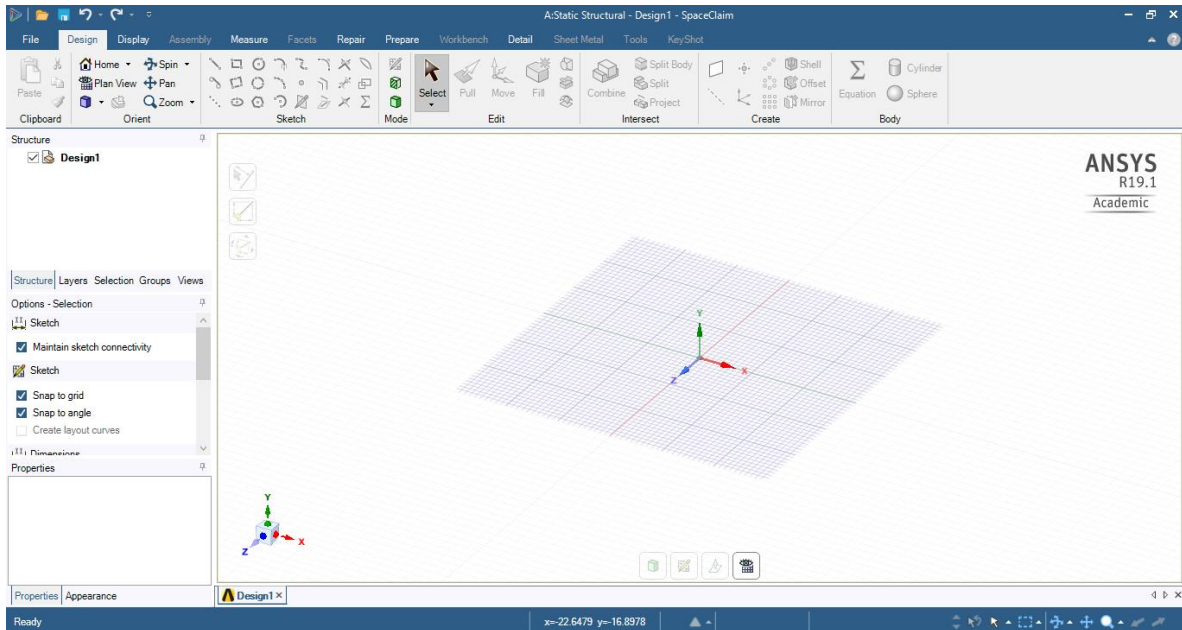 A:Static Structural - Design1 - SpaceClaim
File Design Display Assembly Measure Facets Repair Prepare Workbench Detail Sheet Metal Tools KeyShot
Home Spin Split Body Shell Cylinder
Paste Plan View Pan Select Pull Move Fill Combine Split Offset Equation Sphere
Zoom Project Mirror
Clipboard Orient Sketch Mode Edit Intersect Create Body
Structure
Design1
ANSYS
R19.1
Academic
Structure Layers Selection Groups Views
Options - Selection
Sketch
Maintain sketch connectivity
Sketch
Snap to grid
Snap to angle
Create layout curves
Dimensions
Properties
Y
X
Z
Y
X
Z
Properties Appearance
Design1
Ready x=-22.6479 y=-16.8978